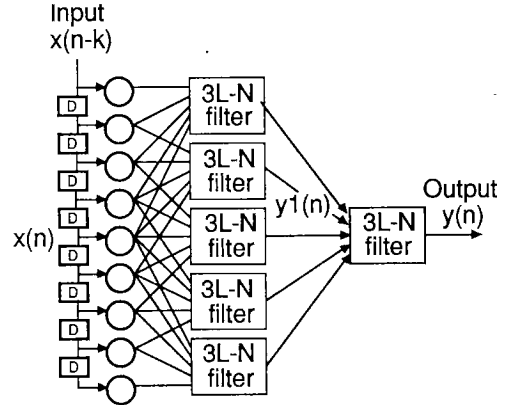 Input
x(n-k)
D
D
D
D
D
D
D
D
x(n)
3L-N
filter
3L-N
filter
3L-N
filter
3L-N
filter
3L-N
filter
y1(n)
3L-N
filter
Output
y(n)